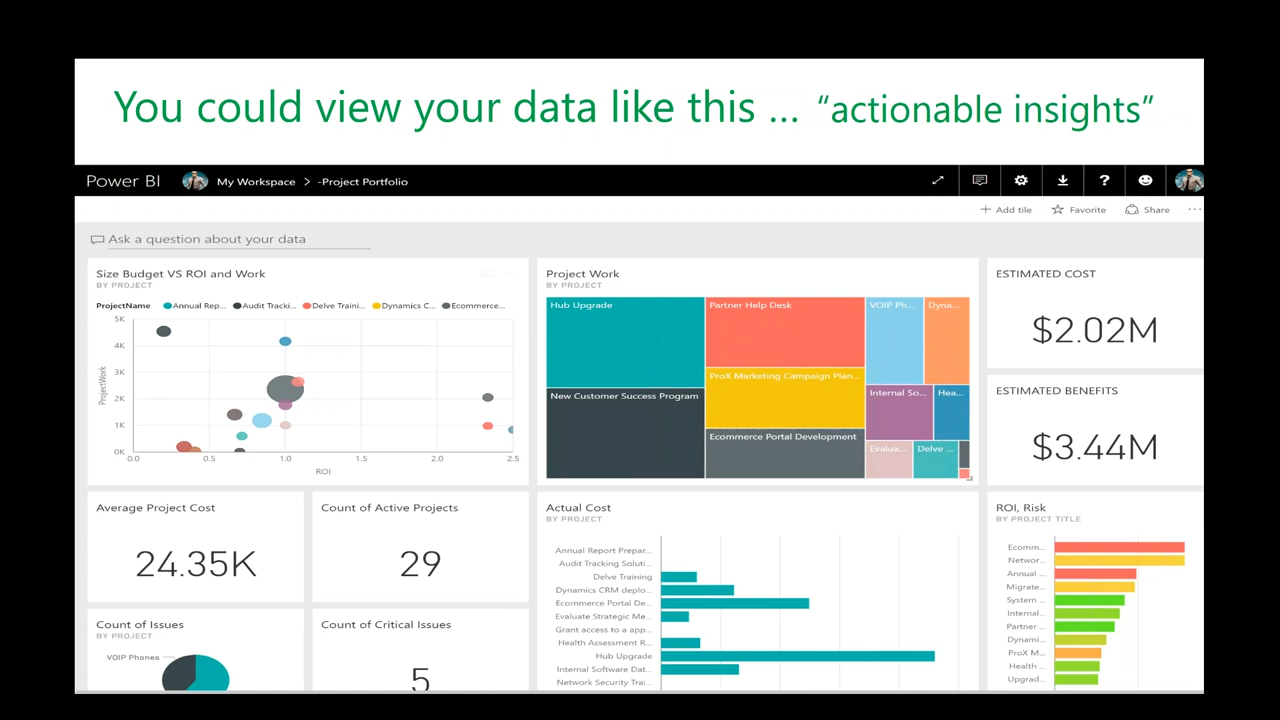 You could view your data like this ... “actionable insights”
Power BI My Workspace > -Project Portfolio
?
Add tile Favorite Share ...
Ask a question about your data
Size Budget VS ROI and Work
BY PROJECT
ProjectName Annual Rep... Audit Tracki... Delve Traini... Dynamics C... Ecommerce...
5K
4K
3K
2K
1K
0K
ProjectWork
0.0 0.5 1.0 1.5 2.0 2.5
ROI
Project Work
BY PROJECT
Hub Upgrade
New Customer Success Program
Partner Help Desk
ProX Marketing Campaign Plan...
Ecommerce Portal Development
VOIP Ph...
Dyna...
Internal So...
Hea...
Evalua...
Delve ...
ESTIMATED COST
$2.02M
ESTIMATED BENEFITS
$3.44M
Average Project Cost
24.35K
Count of Active Projects
29
Count of Issues
BY PROJECT
VOIP Phones
Count of Critical Issues
5
Actual Cost
BY PROJECT
Annual Report Prepar...
Audit Tracking Soluti...
Delve Training
Dynamics CRM deplo...
Ecommerce Portal De...
Evaluate Strategic Me...
Grant access to a app...
Health Assessment R...
Hub Upgrade
Internal Software Dat...
Network Security Trai...
ROI, Risk
BY PROJECT TITLE
Ecomm...
Networ...
Annual ...
Migrate...
System ...
Internal...
Partner ...
Dynami...
ProX M...
Health ...
Upgrad...